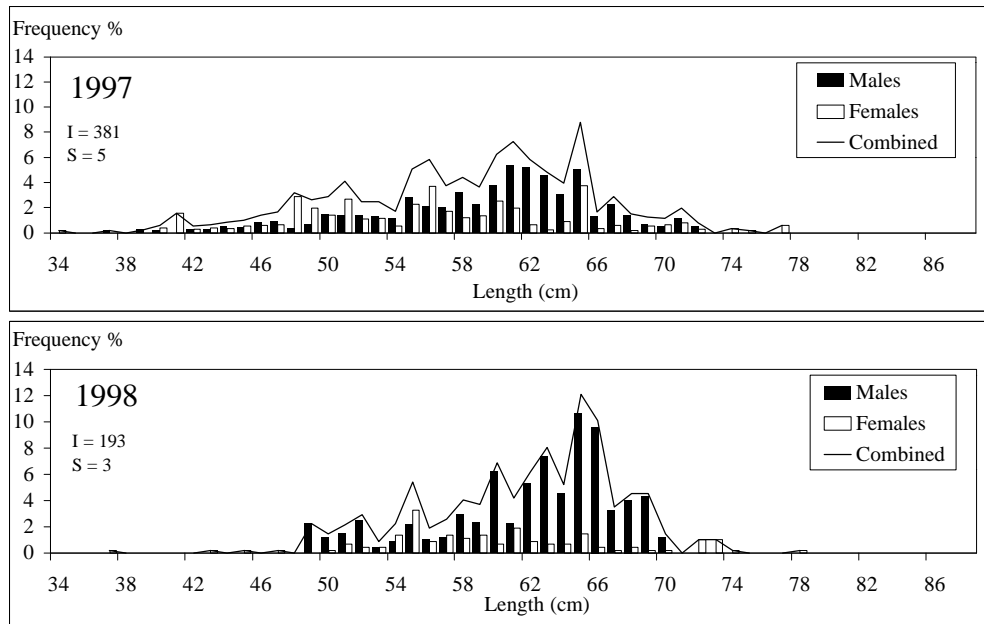 Frequency %
14
12
10
8
6
4
2
0
1997
I = 381
S = 5
Males
Females
Combined
34 38 42 46 50 54 58 62 66 70 74 78 82 86
Length (cm)
Frequency %
14
12
10
8
6
4
2
0
1998
I = 193
S = 3
Males
Females
Combined
34 38 42 46 50 54 58 62 66 70 74 78 82 86
Length (cm)